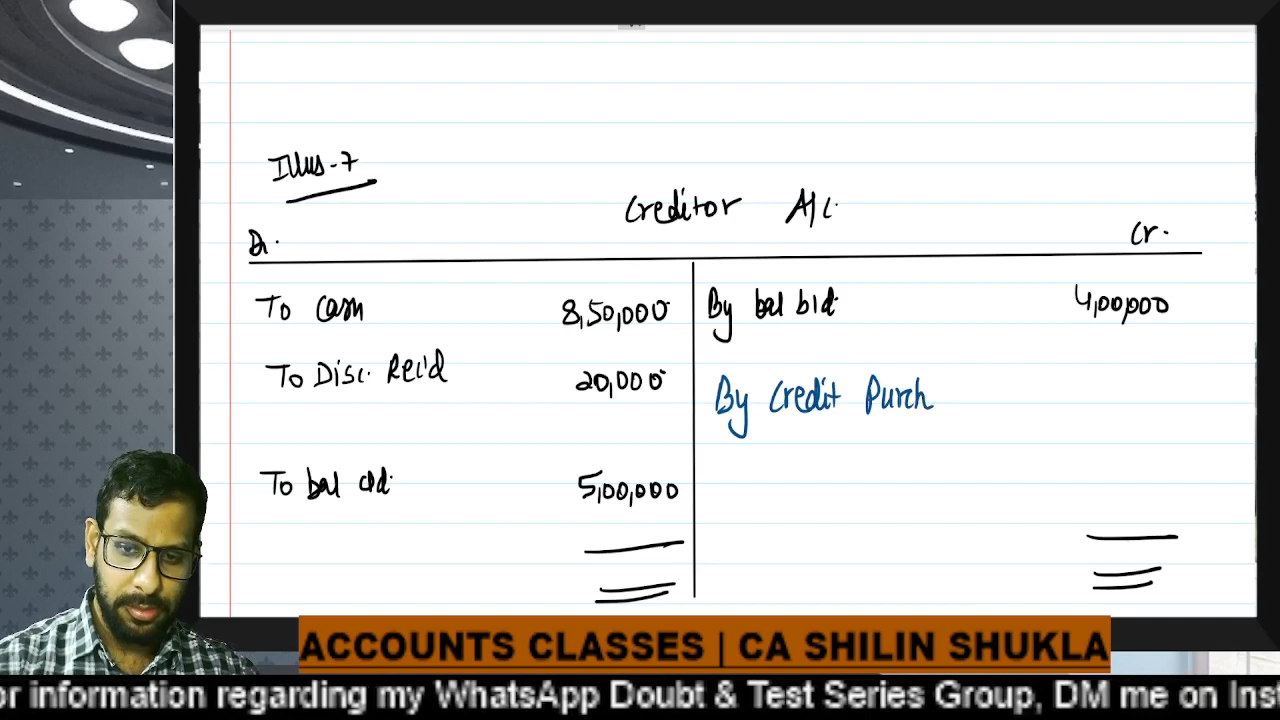 Illus-7
Creditor A/c.
Dr. Cr.
To Cash 8,50,000 By bal b/d 4,00,000
To Disc. Rec'd 20,000 By Credit Purch
To bal c/d 5,00,000
ACCOUNTS CLASSES | CA SHILIN SHUKLA
or information regarding my WhatsApp Doubt & Test Series Group, DM me on Inst